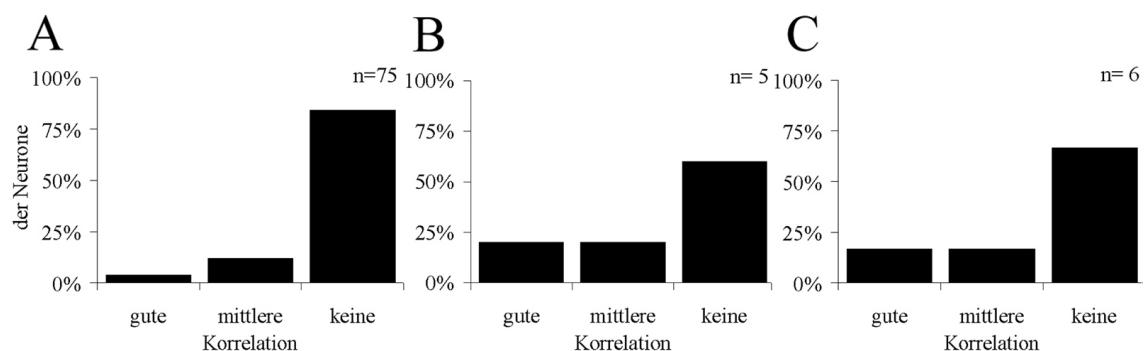 A
n=75
100%
75%
50%
25%
0%
der Neurone
gute mittlere keine
Korrelation
B
n= 5
100%
75%
50%
25%
0%
gute mittlere keine
Korrelation
C
n= 6
100%
75%
50%
25%
0%
gute mittlere keine
Korrelation